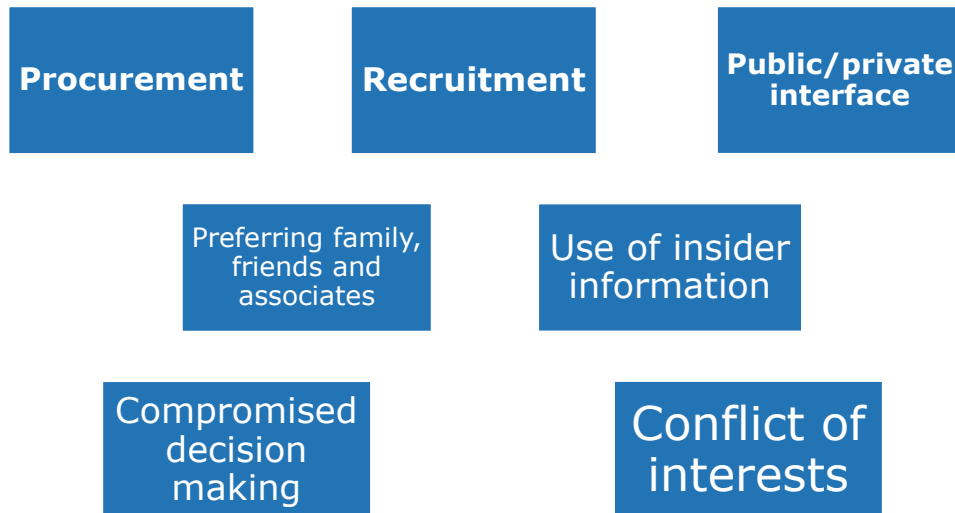 Procurement
Recruitment
Public/private
interface
Preferring family,
friends and
associates
Use of insider
information
Compromised
decision
making
Conflict of
interests